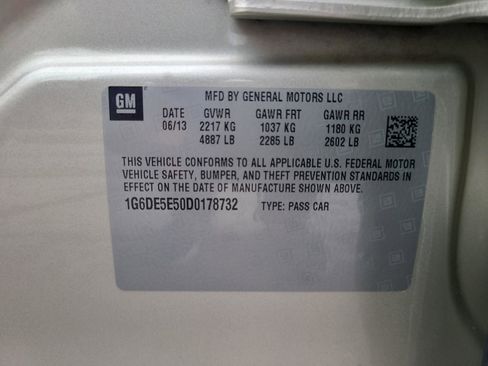 GM MFD BY GENERAL MOTORS LLC
DATE GVWR GAWR FRT GAWR RR
06/13 2217 KG 1037 KG 1180 KG
4887 LB 2285 LB 2602 LB
THIS VEHICLE CONFORMS TO ALL APPLICABLE U.S. FEDERAL MOTOR
VEHICLE SAFETY, BUMPER, AND THEFT PREVENTION STANDARDS IN
EFFECT ON THE DATE OF MANUFACTURE SHOWN ABOVE.
1G6DE5E50D0178732 TYPE: PASS CAR